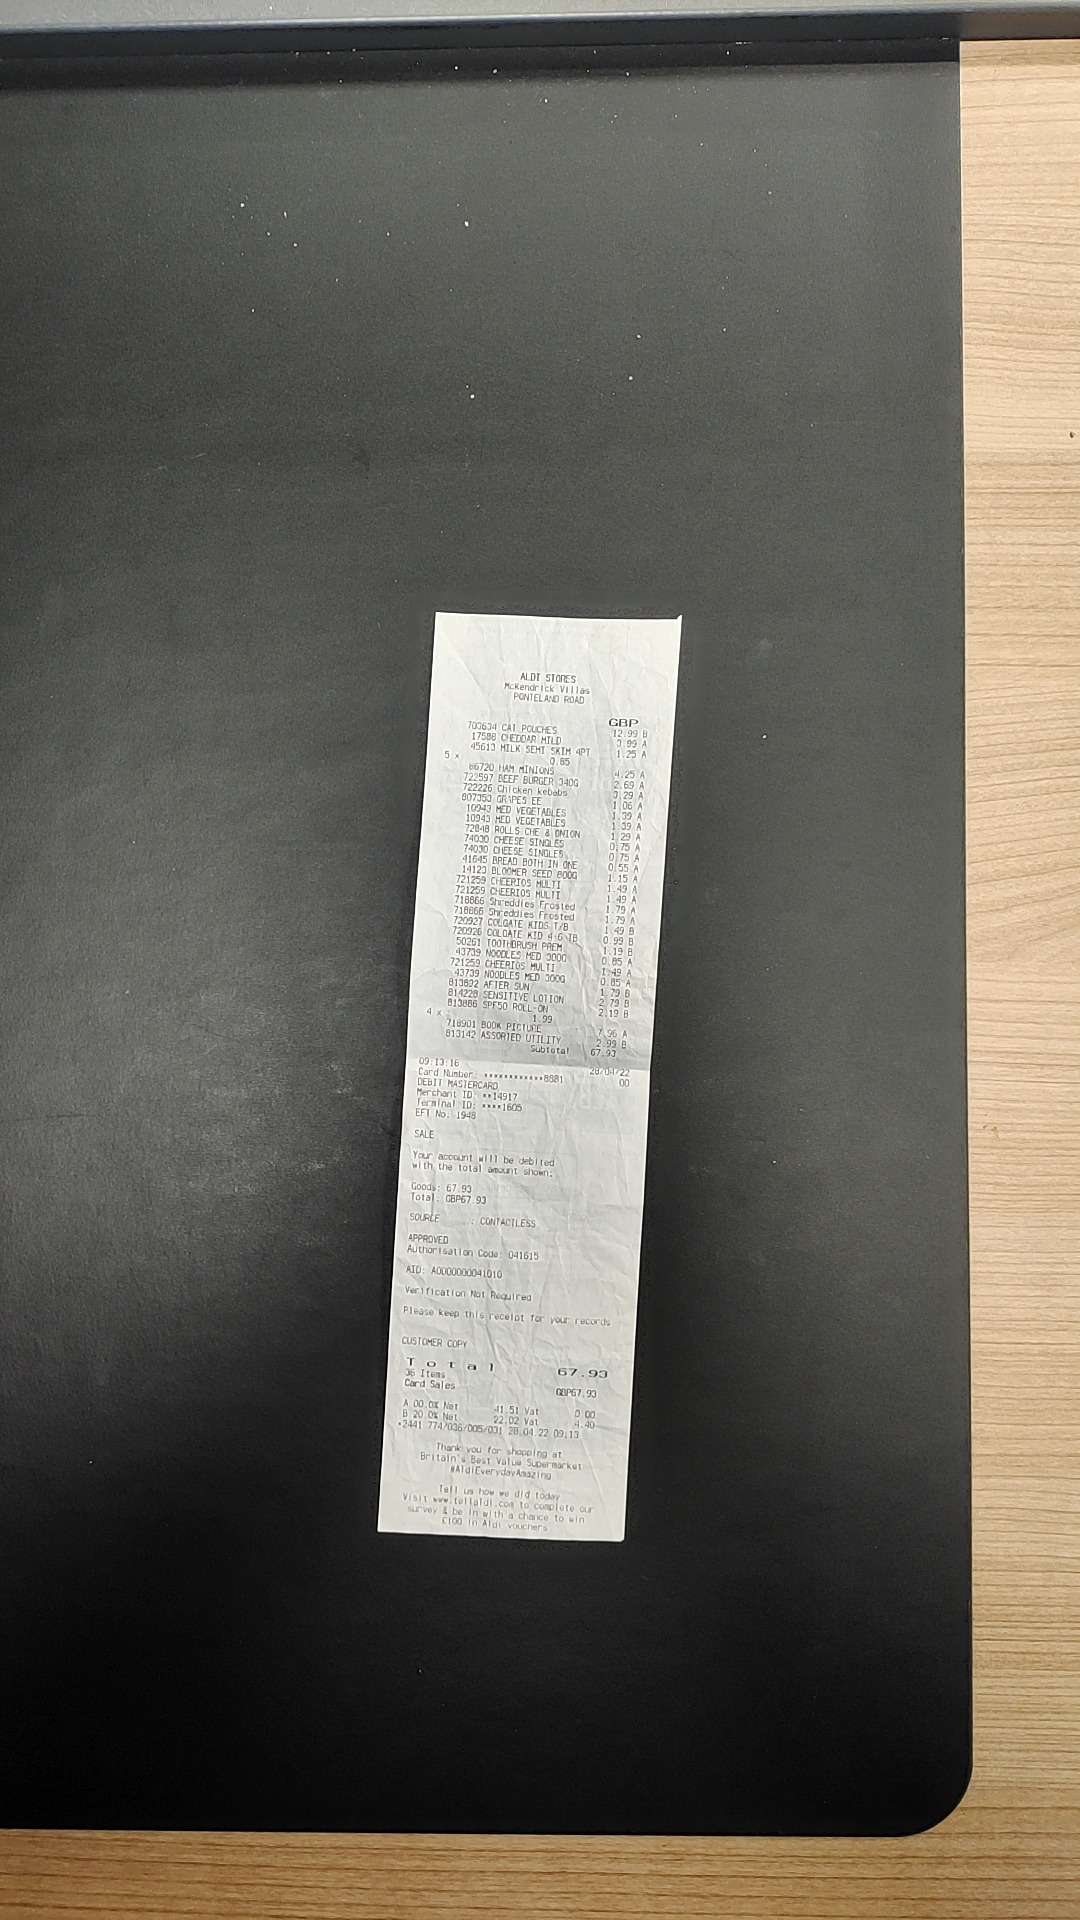 ALDI STORES
McKendrick Villas
PONTELAND ROAD
GBP
703634 CAT POUCHES 12.99 B
17588 CHEDDAR MILD 3.99 A
45613 MILK SEMI SKIM 4PT 1.25 A
5 x 0.85
66720 HAM MINIONS 4.25 A
722597 BEEF BURGER 340G 2.69 A
722226 Chicken kebabs 3.29 A
807353 GRAPES EE 1.06 A
10943 MED VEGETABLES 1.39 A
10943 MED VEGETABLES 1.39 A
72848 ROLLS CHE & ONION 1.29 A
74030 CHEESE SINGLES 0.75 A
74030 CHEESE SINGLES 0.75 A
41645 BREAD BOTH IN ONE 0.55 A
14123 BLOOMER SEED 800G 1.15 A
721259 CHEERIOS MULTI 1.49 A
721259 CHEERIOS MULTI 1.49 A
718866 Shreddies Frosted 1.79 A
718866 Shreddies Frosted 1.79 A
720927 COLGATE KIDS T/B 1.49 B
720926 COLGATE KID 4-6 TB 0.99 B
50261 TOOTHBRUSH PREM 1.19 B
43739 NOODLES MED 300G 0.85 A
721259 CHEERIOS MULTI 1.49 A
43739 NOODLES MED 300G 0.85 A
813892 AFTER SUN 1.79 B
814228 SENSITIVE LOTION 2.79 B
813886 SPF50 ROLL-ON 2.19 B
4 x 1.99
718901 BOOK PICTURE 7.96 A
813142 ASSORTED UTILITY 2.99 B
Subtotal 67.93
09:13:16 28/04/22
Card Number: ************8881 00
DEBIT MASTERCARD
Merchant ID: **14917
Terminal ID: ****1605
EFT No. 1948
SALE
Your account will be debited
with the total amount shown:
Goods: 67.93
Total: GBP67.93
SOURCE : CONTACTLESS
APPROVED
Authorisation Code: 041615
AID: A0000000041010
Verification Not Required
Please keep this receipt for your records
CUSTOMER COPY
Total 67.93
36 Items
Card Sales GBP67.93
A 00.0% Net 41.51 Vat 0.00
B 20.0% Net 22.02 Vat 4.40
*2441 774/036/005/031 28.04.22 09:13
Thank you for shopping at
Britain's Best Value Supermarket
#AldiEverydayAmazing
Tell us how we did today
Visit www.tellaldi.com to complete our
survey & be in with a chance to win
£100 in Aldi vouchers